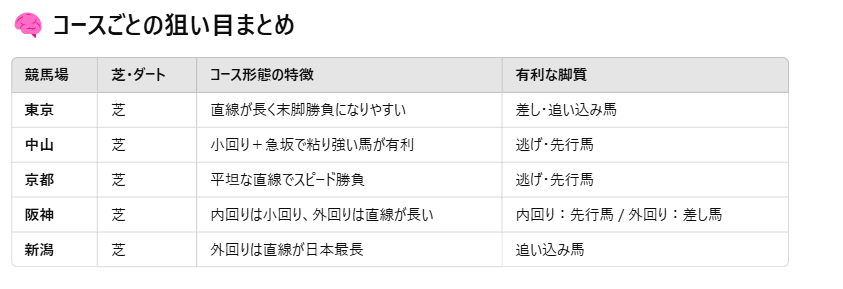 コースごとの狙い目まとめ
競馬場 芝・ダート コース形態の特徴 有利な脚質
東京 芝 直線が長く末脚勝負になりやすい 差し・追い込み馬
中山 芝 小回り＋急坂で粘り強い馬が有利 逃げ・先行馬
京都 芝 平坦な直線でスピード勝負 逃げ・先行馬
阪神 芝 内回りは小回り、外回りは直線が長い 内回り：先行馬 / 外回り：差し馬
新潟 芝 外回りは直線が日本最長 追い込み馬